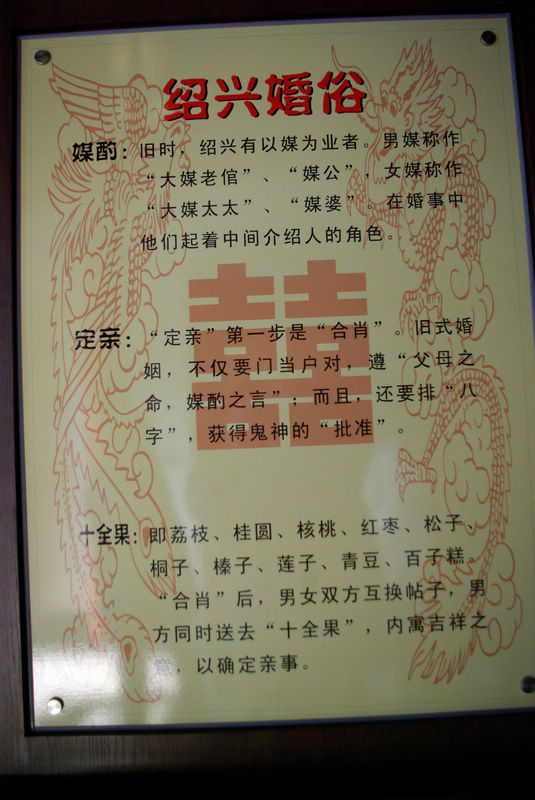 绍兴婚俗
媒酌：旧时，绍兴有以媒为业者。男媒称作
“大媒老倌”、“媒公”，女媒称作
“大媒太太”、“媒婆”。在婚事中
他们起着中间介绍人的角色。
囍
定亲：“定亲”第一步是“合肖”。旧式婚
姻，不仅要门当户对，遵“父母之
命，媒酌之言”；而且，还要排“八
字”，获得鬼神的“批准”。
十全果：即荔枝、桂圆、核桃、红枣、松子、
桐子、榛子、莲子、青豆、百子糕。
“合肖”后，男女双方互换帖子，男
方同时送去“十全果”，内寓吉祥之
意，以确定亲事。